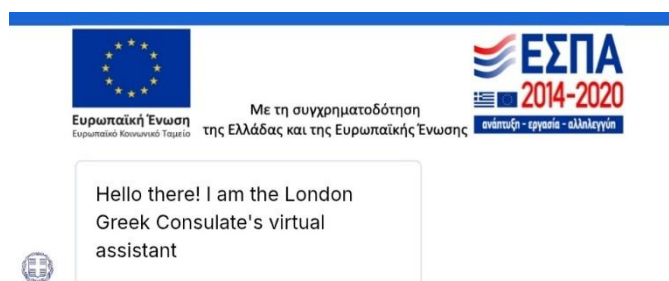 ΕΣΠΑ
2014-2020
ανάπτυξη - εργασία - αλληλεγγύη
Ευρωπαϊκή Ένωση
Ευρωπαϊκό Κοινωνικό Ταμείο
Με τη συγχρηματοδότηση
της Ελλάδας και της Ευρωπαϊκής Ένωσης
Hello there! I am the London
Greek Consulate's virtual
assistant